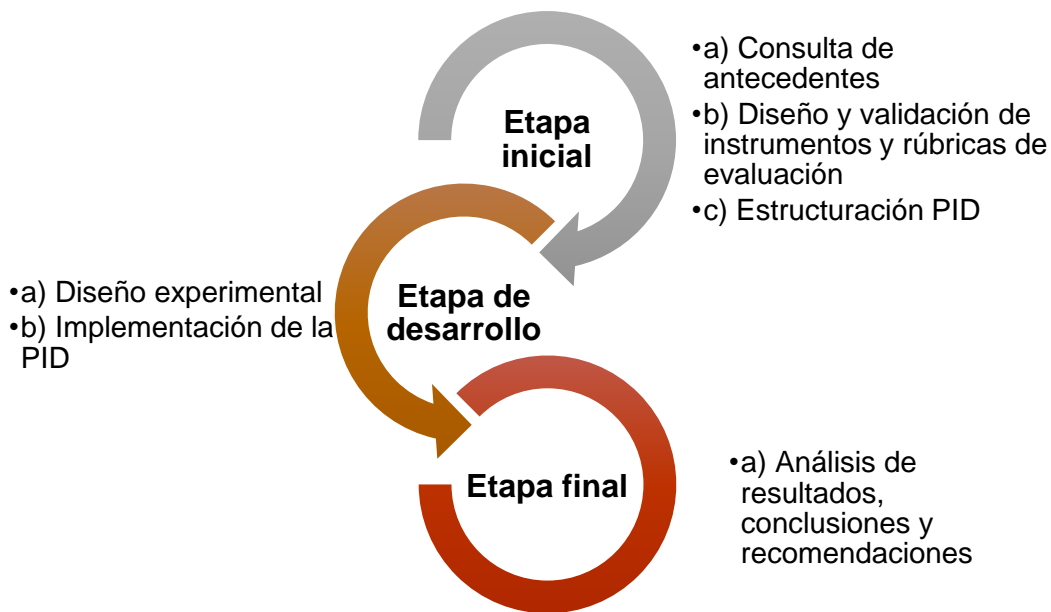 Etapa
inicial
•a) Consulta de
antecedentes
•b) Diseño y validación de
instrumentos y rúbricas de
evaluación
•c) Estructuración PID
Etapa de
desarrollo
•a) Diseño experimental
•b) Implementación de la
PID
Etapa final
•a) Análisis de
resultados,
conclusiones y
recomendaciones